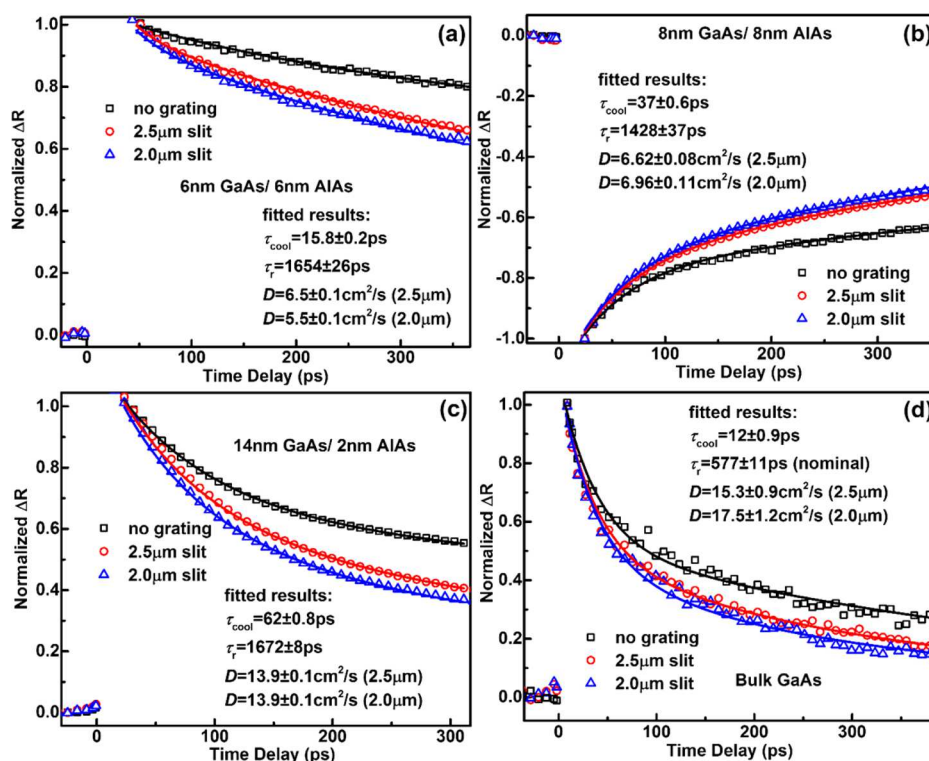 (a)
1.0
0.8
0.6
0.4
0.2
0.0
Normalized ΔR
no grating
2.5μm slit
2.0μm slit
6nm GaAs/ 6nm AlAs
fitted results:
τcool=15.8±0.2ps
τr=1654±26ps
D=6.5±0.1cm²/s (2.5μm)
D=5.5±0.1cm²/s (2.0μm)
0 100 200 300
Time Delay (ps)
(b)
0.0
-0.2
-0.4
-0.6
-0.8
-1.0
Normalized ΔR
8nm GaAs/ 8nm AlAs
fitted results:
τcool=37±0.6ps
τr=1428±37ps
D=6.62±0.08cm²/s (2.5μm)
D=6.96±0.11cm²/s (2.0μm)
no grating
2.5μm slit
2.0μm slit
0 100 200 300
Time Delay (ps)
(c)
1.0
0.8
0.6
0.4
0.2
0.0
Normalized ΔR
14nm GaAs/ 2nm AlAs
no grating
2.5μm slit
2.0μm slit
fitted results:
τcool=62±0.8ps
τr=1672±8ps
D=13.9±0.1cm²/s (2.5μm)
D=13.9±0.1cm²/s (2.0μm)
0 100 200 300
Time Delay (ps)
(d)
1.0
0.8
0.6
0.4
0.2
0.0
Normalized ΔR
fitted results:
τcool=12±0.9ps
τr=577±11ps (nominal)
D=15.3±0.9cm²/s (2.5μm)
D=17.5±1.2cm²/s (2.0μm)
no grating
2.5μm slit
2.0μm slit
Bulk GaAs
0 100 200 300
Time Delay (ps)